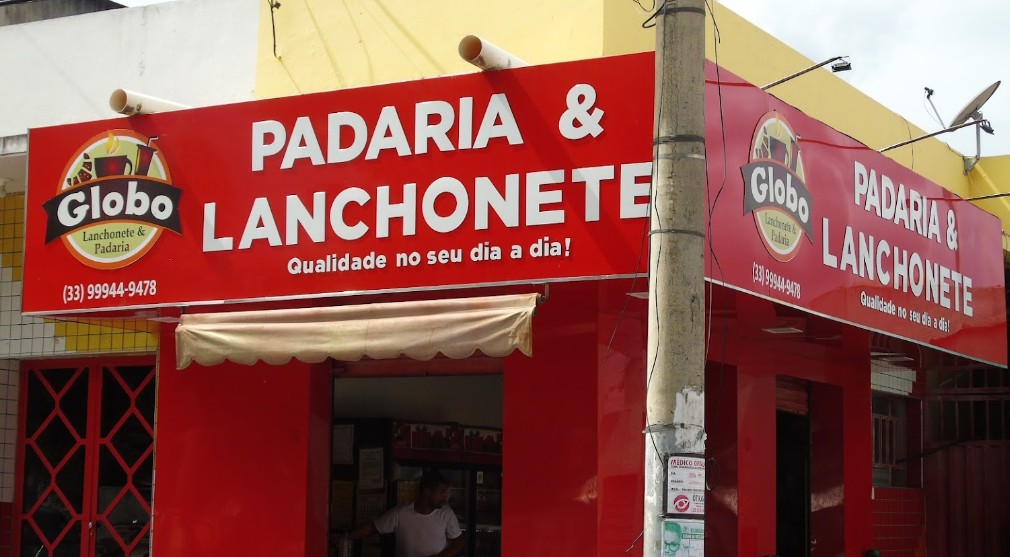 PADARIA &
LANCHONETE
Qualidade no seu dia a dia!
Globo
Lanchonete &
Padaria
(33) 99944-9478
PADARIA &
LANCHONETE
Qualidade no seu dia a dia!
Globo
Lanchonete &
Padaria
(33) 99944-9478